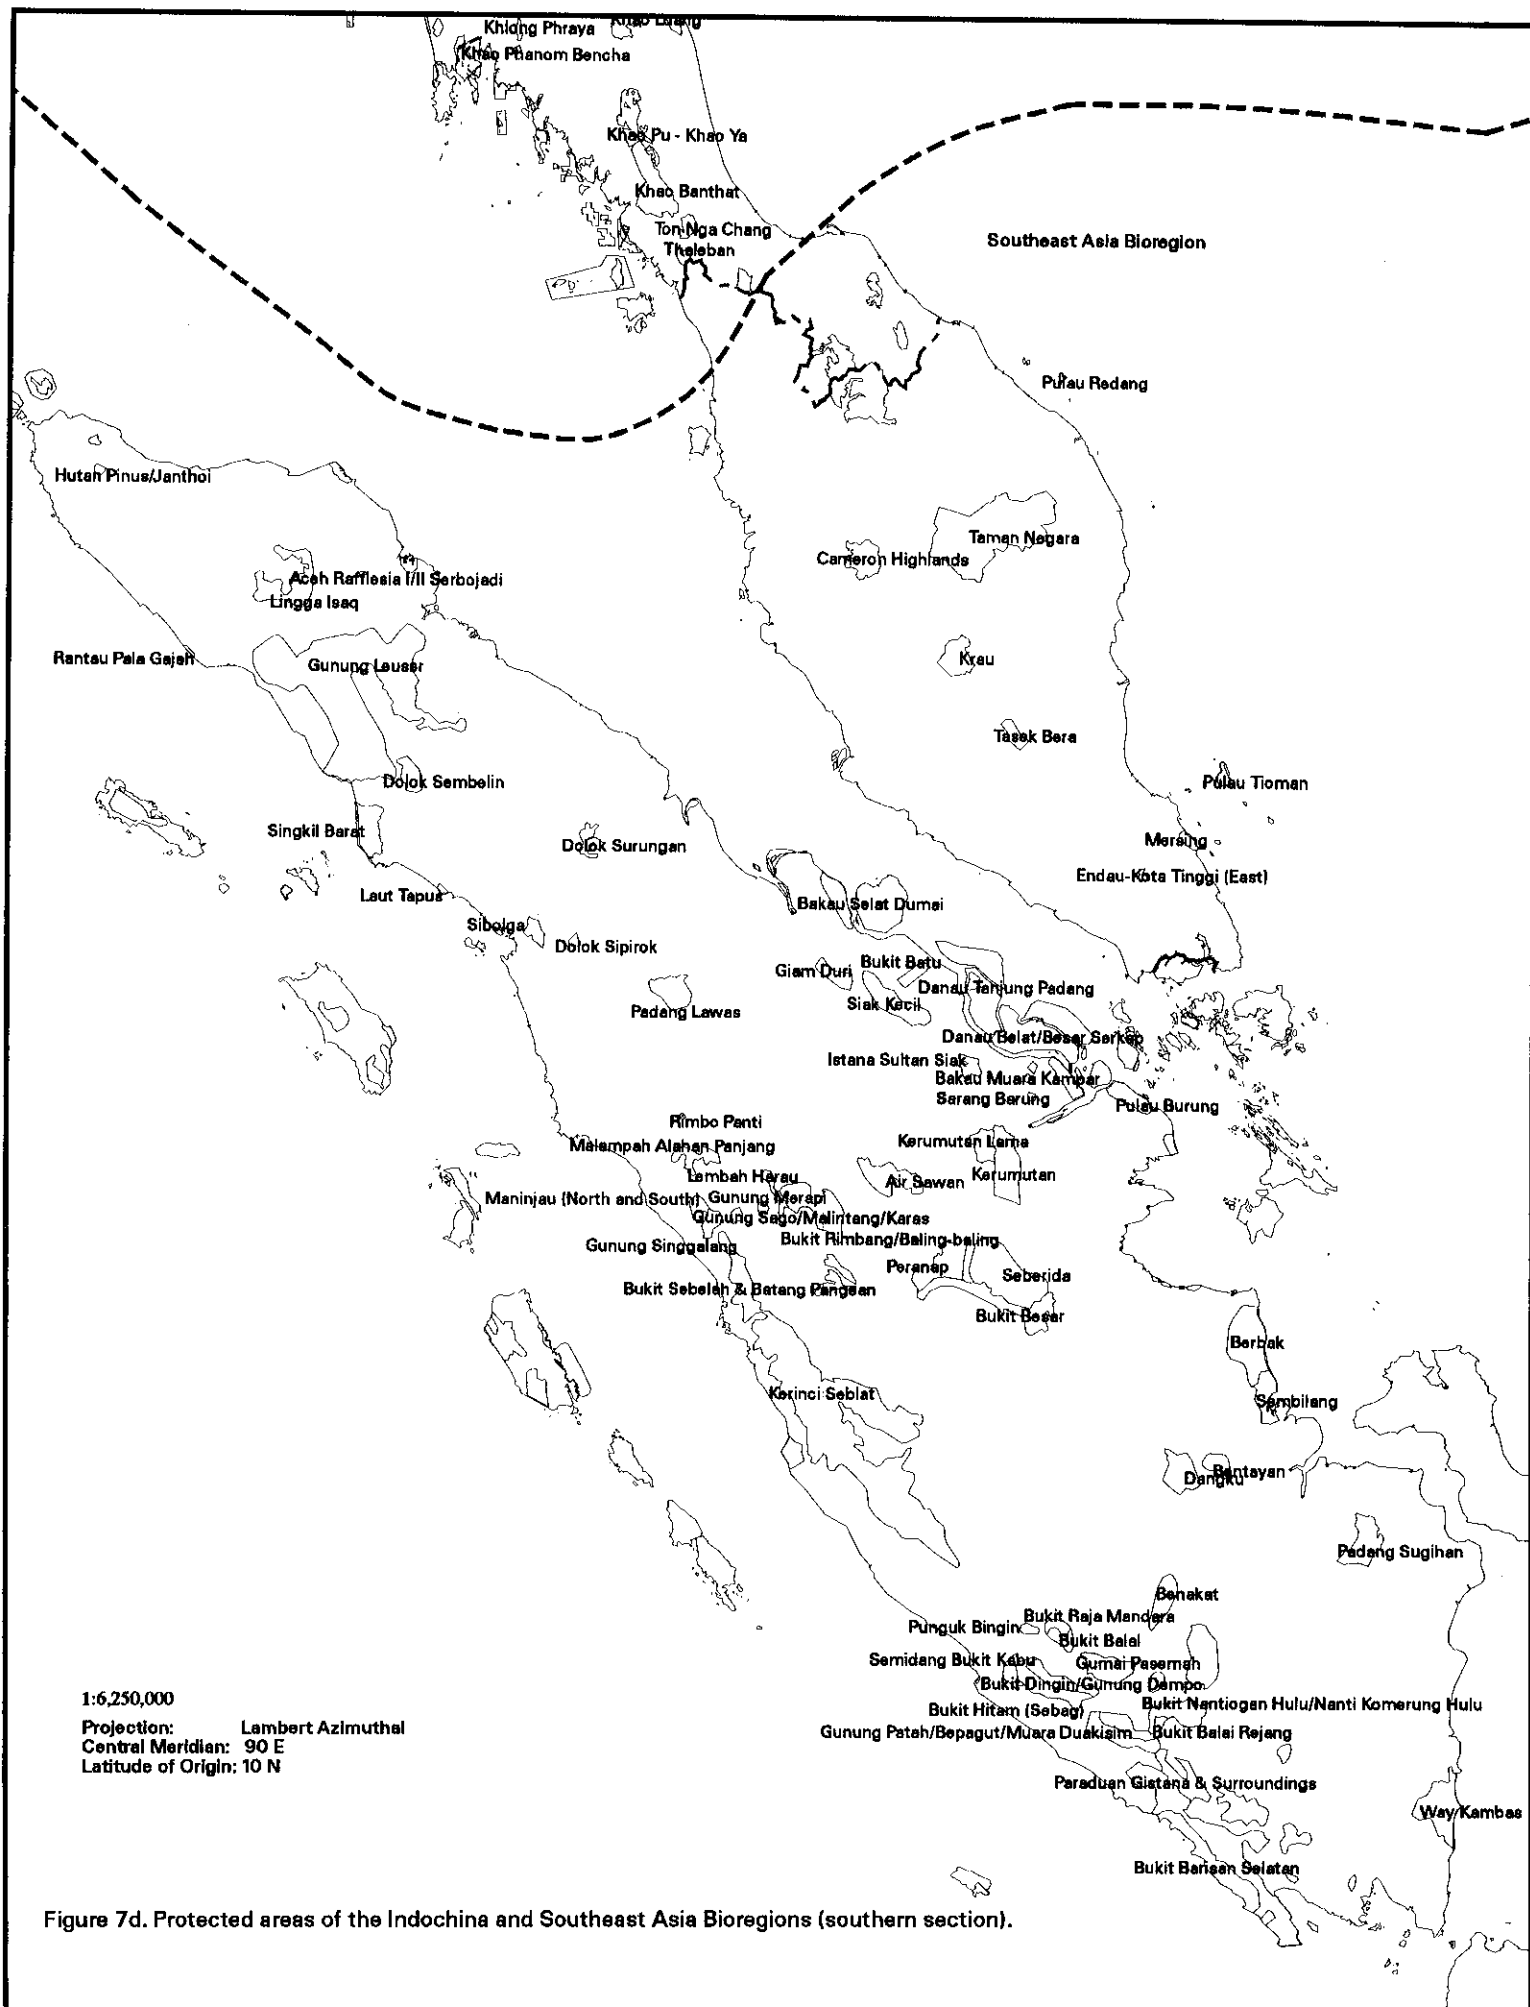 Khlong Phraya
Khao Luang
Khao Phanom Bencha
Khao Pu - Khao Ya
Khao Banthat
Ton Nga Chang
Thaleban
Southeast Asia Bioregion
Pulau Redang
Hutan Pinus/Janthoi
Taman Negara
Cameron Highlands
Aceh Rafflesia I/II Serbojadi
Lingga Isaq
Rantau Pala Gajah
Gunung Leuser
Krau
Tasek Bera
Dolok Sembelin
Pulau Tioman
Singkil Barat
Dolok Surungan
Mersing
Endau-Kota Tinggi (East)
Laut Tapus
Bakau Selat Dumai
Sibolga
Dolok Sipirok
Giam Duri
Bukit Batu
Danau Tanjung Padang
Siak Kecil
Padang Lawas
Danau Belat/Besar Serkap
Istana Sultan Siak
Bakau Muara Kampar
Sarang Barung
Pulau Burung
Rimbo Panti
Malampah Alahan Panjang
Kerumutan Lama
Lembah Harau
Air Sawan
Kerumutan
Maninjau (North and South)
Gunung Merapi
Gunung Sago/Malintang/Karas
Bukit Rimbang/Baling-baling
Gunung Singgalang
Peranap
Seberida
Bukit Sebelah & Batang Pangean
Bukit Besar
Berbak
Kerinci Seblat
Sembilang
Bentayan
Dangku
Padang Sugihan
Benakat
Bukit Raja Mandara
Punguk Bingin
Bukit Balal
Semidang Bukit Kabu
Gumai Pasemah
Bukit Dingin/Gunung Dempo
Bukit Hitam (Sebag)
Bukit Nantiogan Hulu/Nanti Komerung Hulu
Gunung Patah/Bepagut/Muara Duakisim
Bukit Balai Rejang
Paraduan Gistana & Surroundings
Way Kambas
Bukit Barisan Selatan
1:6,250,000
Projection: Lambert Azimuthal
Central Meridian: 90 E
Latitude of Origin: 10 N
Figure 7d. Protected areas of the Indochina and Southeast Asia Bioregions (southern section).